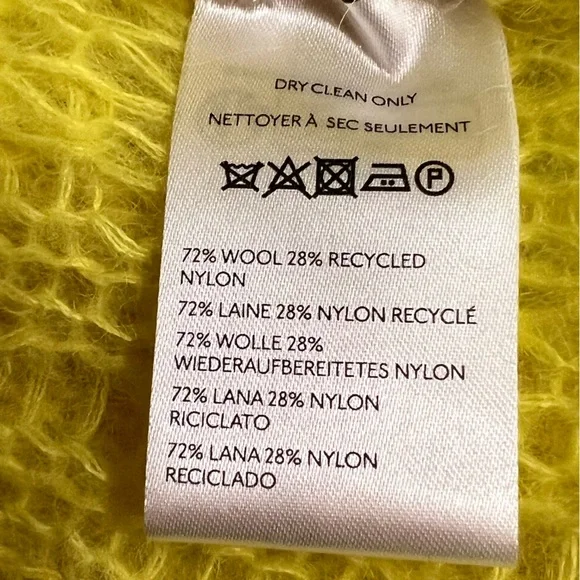 DRY CLEAN ONLY
NETTOYER À SEC SEULEMENT
P
72% WOOL 28% RECYCLED
NYLON
72% LAINE 28% NYLON RECYCLÉ
72% WOLLE 28%
WIEDERAUFBEREITETES NYLON
72% LANA 28% NYLON
RICICLATO
72% LANA 28% NYLON
RECICLADO